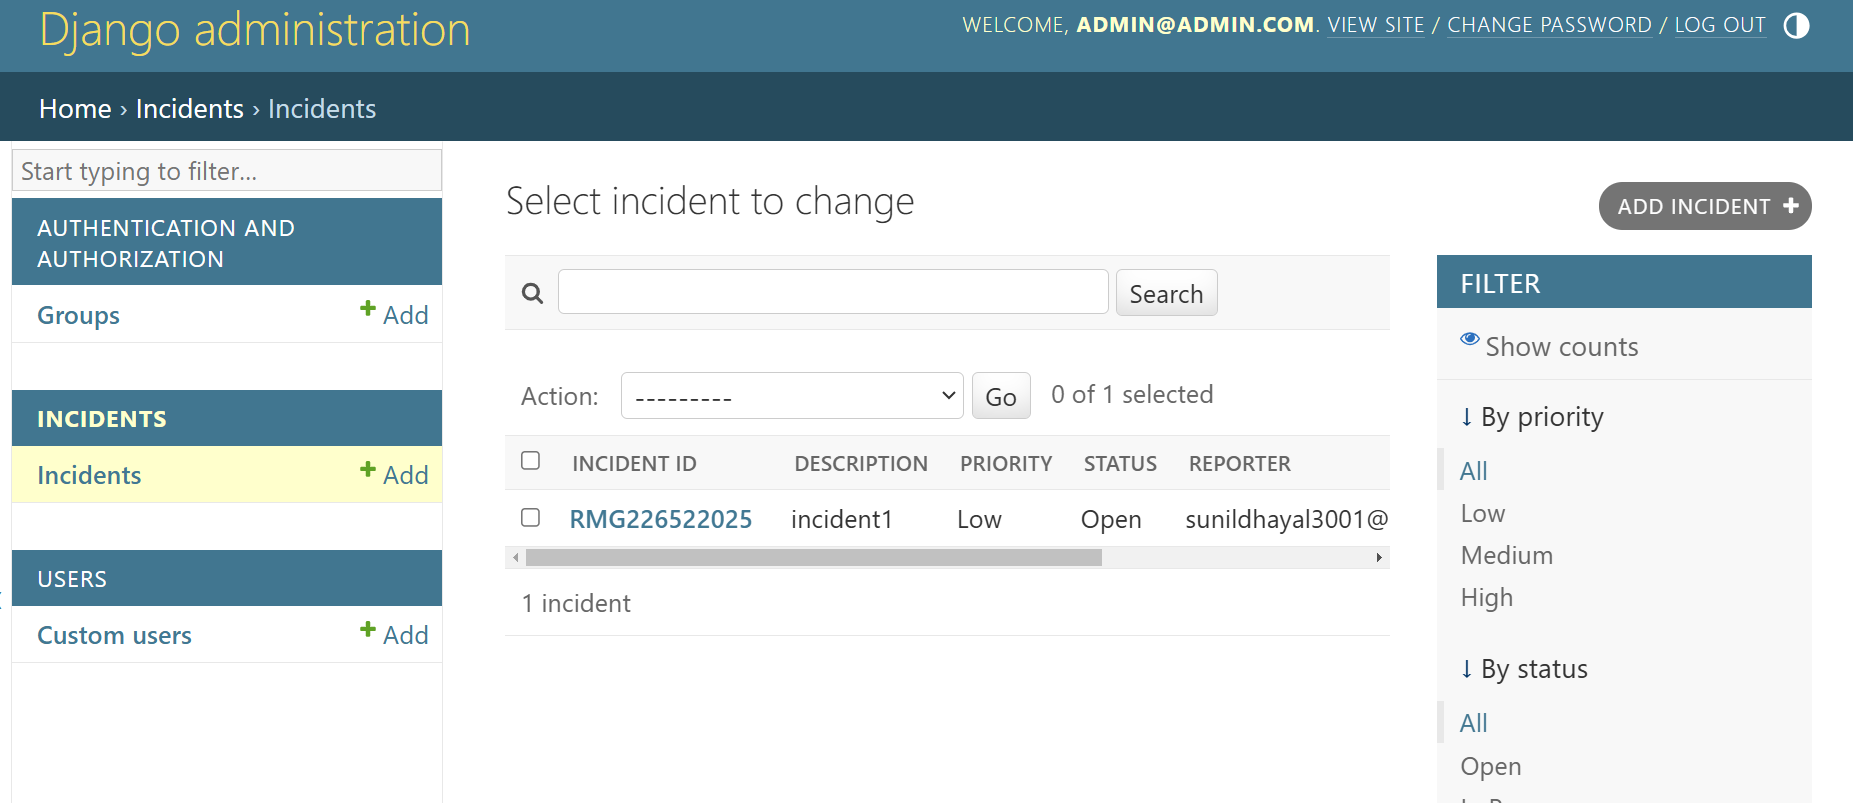 Django administration
WELCOME, ADMIN@ADMIN.COM. VIEW SITE / CHANGE PASSWORD / LOG OUT
Home › Incidents › Incidents
Start typing to filter...
AUTHENTICATION AND
AUTHORIZATION
Groups + Add
INCIDENTS
Incidents + Add
USERS
Custom users + Add
Select incident to change
ADD INCIDENT +
Search
Action: --------- Go 0 of 1 selected
INCIDENT ID DESCRIPTION PRIORITY STATUS REPORTER
RMG226522025 incident1 Low Open sunildhayal3001@
1 incident
FILTER
Show counts
↓ By priority
All
Low
Medium
High
↓ By status
All
Open